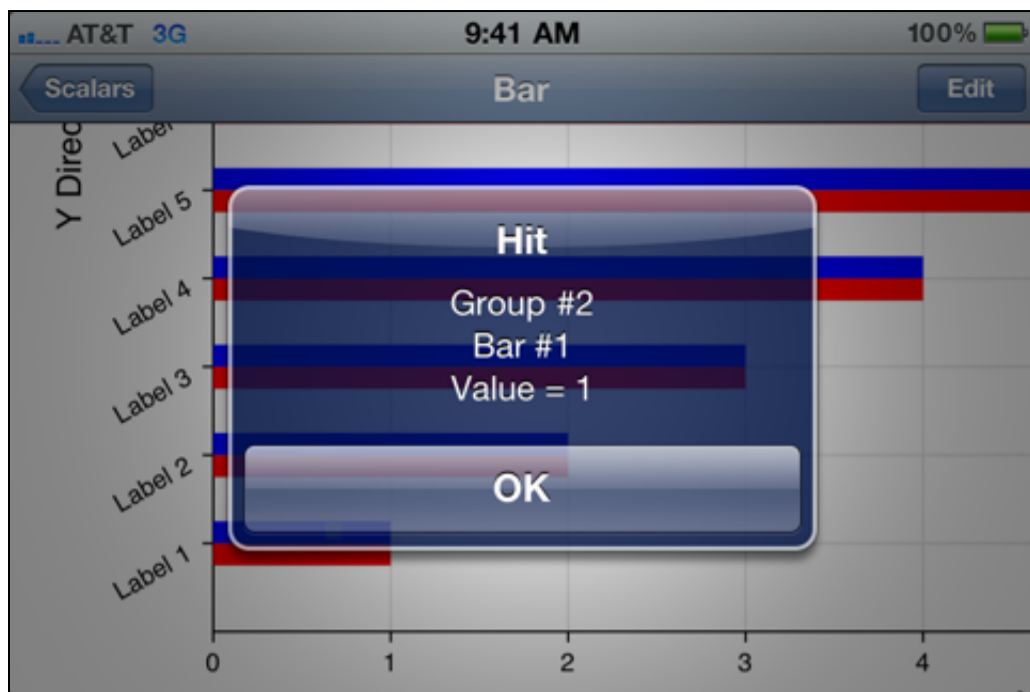 AT&T 3G 9:41 AM 100%
Scalars Bar Edit
Y Direc
Label
Label 5
Label 4
Label 3
Label 2
Label 1
Hit
Group #2
Bar #1
Value = 1
OK
0 1 2 3 4